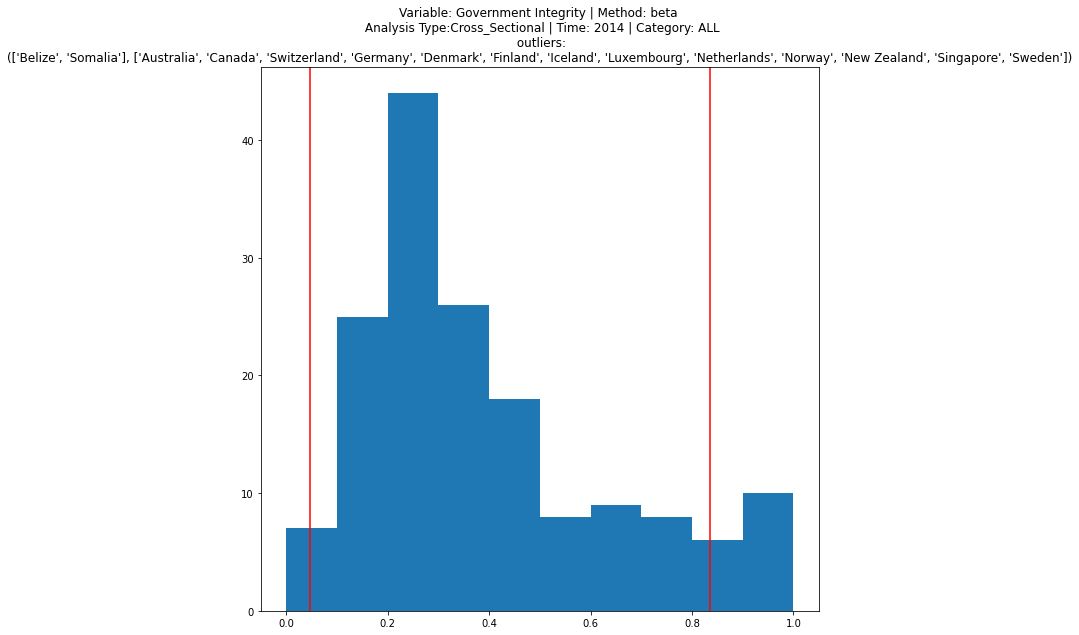 Variable: Government Integrity | Method: beta
Analysis Type:Cross_Sectional | Time: 2014 | Category: ALL
outliers:
(['Belize', 'Somalia'], ['Australia', 'Canada', 'Switzerland', 'Germany', 'Denmark', 'Finland', 'Iceland', 'Luxembourg', 'Netherlands', 'Norway', 'New Zealand', 'Singapore', 'Sweden'])
40
30
20
10
0
0.0 0.2 0.4 0.6 0.8 1.0